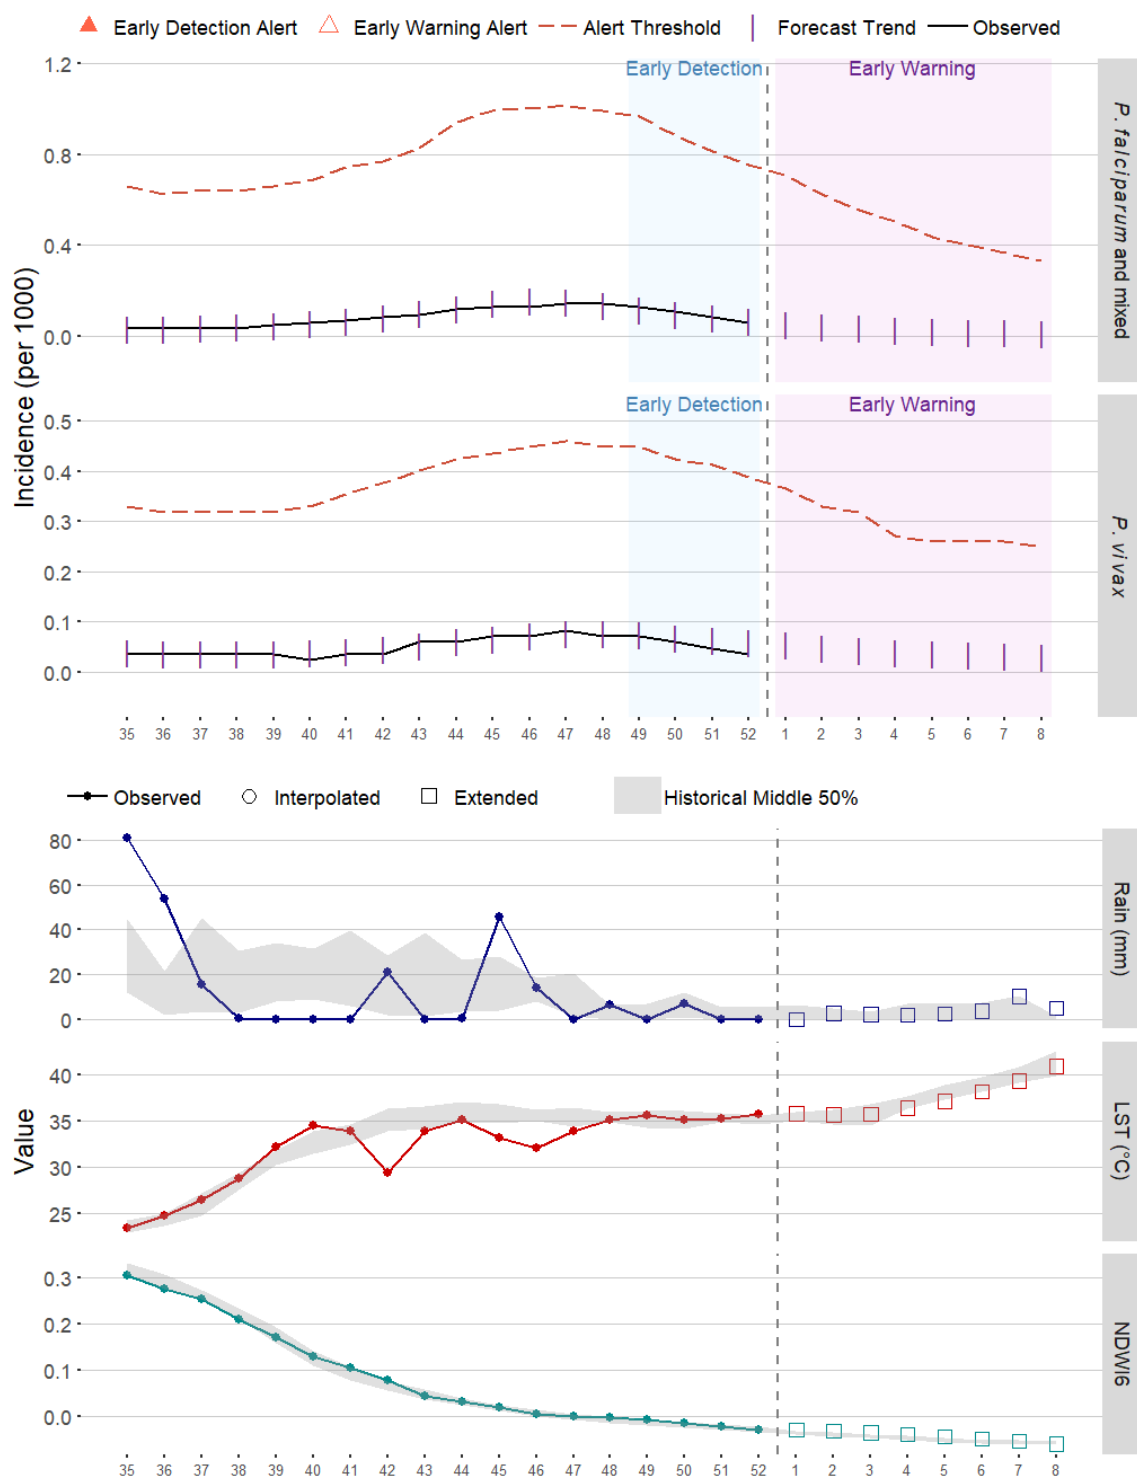 Early Detection Alert Early Warning Alert Alert Threshold Forecast Trend Observed
Incidence (per 1000)
Early Detection Early Warning
1.2
0.8
0.4
0.0
P. falciparum and mixed
Early Detection Early Warning
0.5
0.4
0.3
0.2
0.1
0.0
P. vivax
35 36 37 38 39 40 41 42 43 44 45 46 47 48 49 50 51 52 1 2 3 4 5 6 7 8
Observed Interpolated Extended Historical Middle 50%
Value
80
60
40
20
0
Rain (mm)
40
35
30
25
LST (°C)
0.3
0.2
0.1
0.0
NDWI6
35 36 37 38 39 40 41 42 43 44 45 46 47 48 49 50 51 52 1 2 3 4 5 6 7 8